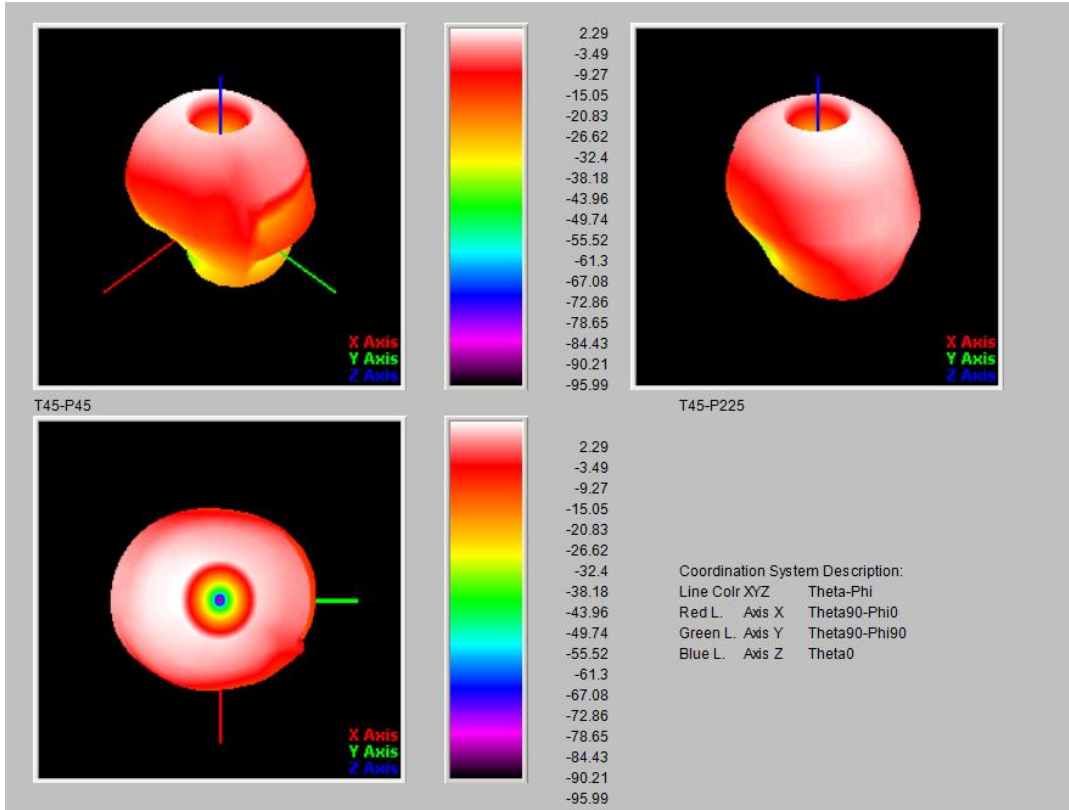 2.29
-3.49
-9.27
-15.05
-20.83
-26.62
-32.4
-38.18
-43.96
-49.74
-55.52
-61.3
-67.08
-72.86
-78.65
-84.43
-90.21
-95.99
X Axis
Y Axis
Z Axis
X Axis
Y Axis
Z Axis
T45-P45
T45-P225
2.29
-3.49
-9.27
-15.05
-20.83
-26.62
-32.4
-38.18
-43.96
-49.74
-55.52
-61.3
-67.08
-72.86
-78.65
-84.43
-90.21
-95.99
X Axis
Y Axis
Z Axis
Coordination System Description:
Line Colr XYZ Theta-Phi
Red L. Axis X Theta90-Phi0
Green L. Axis Y Theta90-Phi90
Blue L. Axis Z Theta0